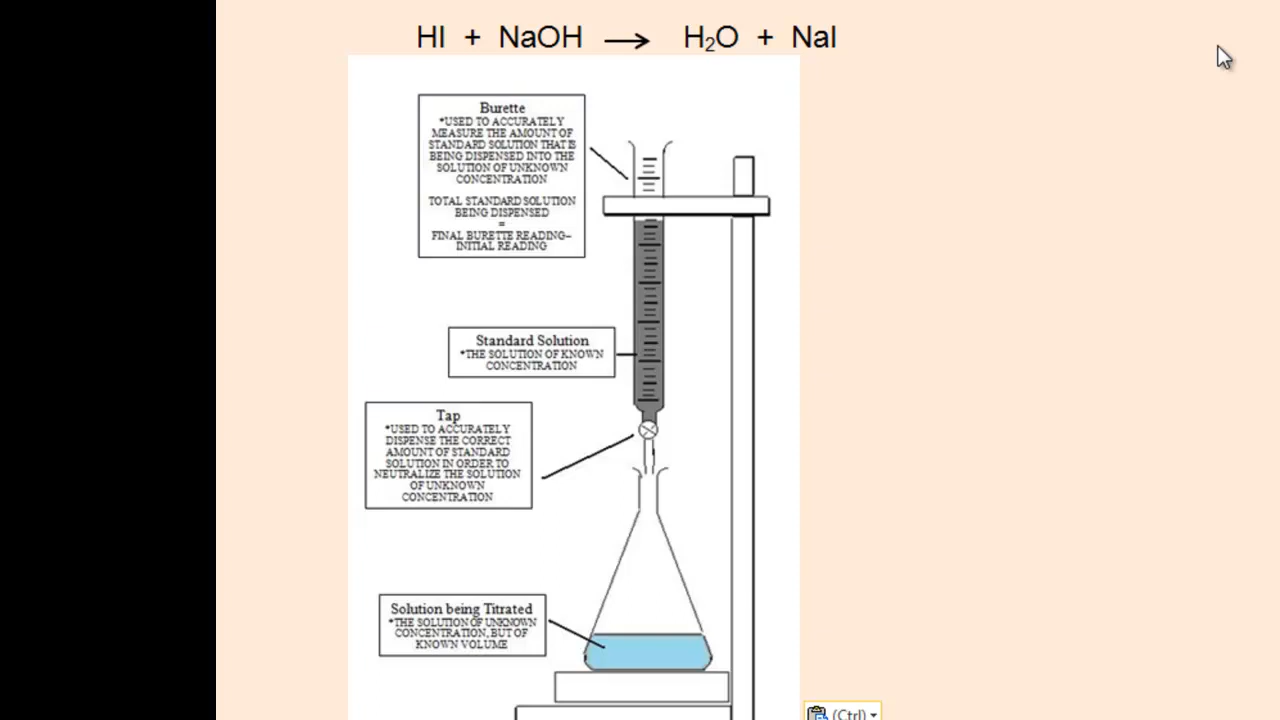 HI + NaOH → H₂O + NaI
Burette
*USED TO ACCURATELY
MEASURE THE AMOUNT OF
STANDARD SOLUTION THAT IS
BEING DISPENSED INTO THE
SOLUTION OF UNKNOWN
CONCENTRATION
TOTAL STANDARD SOLUTION
BEING DISPENSED
=
FINAL BURETTE READING–
INITIAL READING
Standard Solution
*THE SOLUTION OF KNOWN
CONCENTRATION
Tap
*USED TO ACCURATELY
DISPENSE THE CORRECT
AMOUNT OF STANDARD
SOLUTION IN ORDER TO
NEUTRALIZE THE SOLUTION
OF UNKNOWN
CONCENTRATION
Solution being Titrated
*THE SOLUTION OF UNKNOWN
CONCENTRATION, BUT OF
KNOWN VOLUME
(Ctrl)